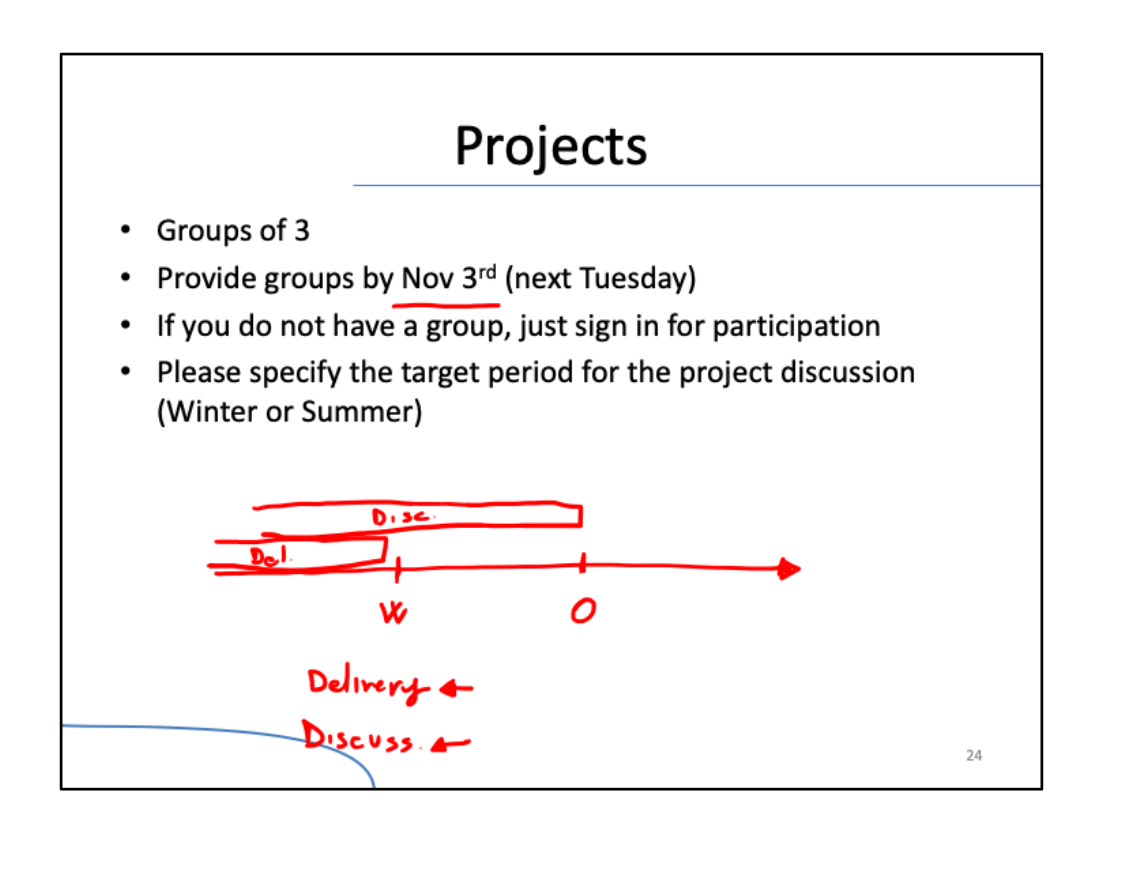 Projects
• Groups of 3
• Provide groups by Nov 3rd (next Tuesday)
• If you do not have a group, just sign in for participation
• Please specify the target period for the project discussion
(Winter or Summer)
Disc.
Del.
W O
Delivery ←
Discuss. ←
24